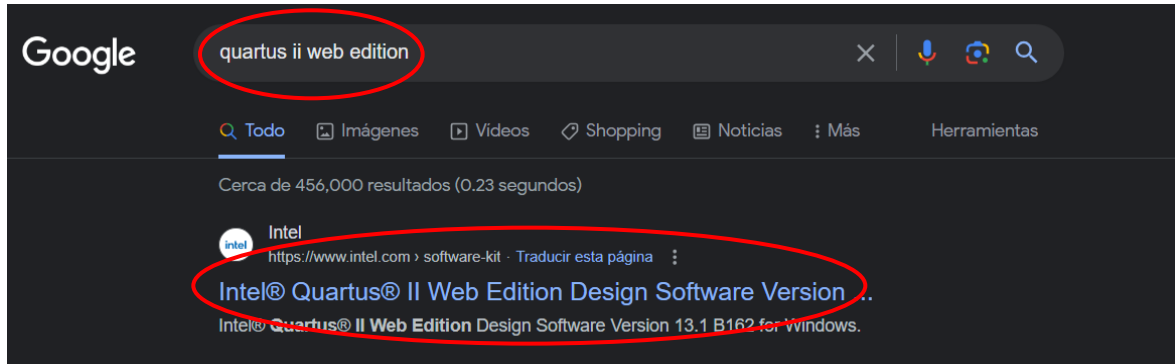 Google
quartus ii web edition
Todo Imágenes Videos Shopping Noticias Más Herramientas
Cerca de 456,000 resultados (0.23 segundos)
intel
Intel
https://www.intel.com › software-kit · Traducir esta página
Intel® Quartus® II Web Edition Design Software Version ...
Intel® Quartus® II Web Edition Design Software Version 13.1 B162 for Windows.